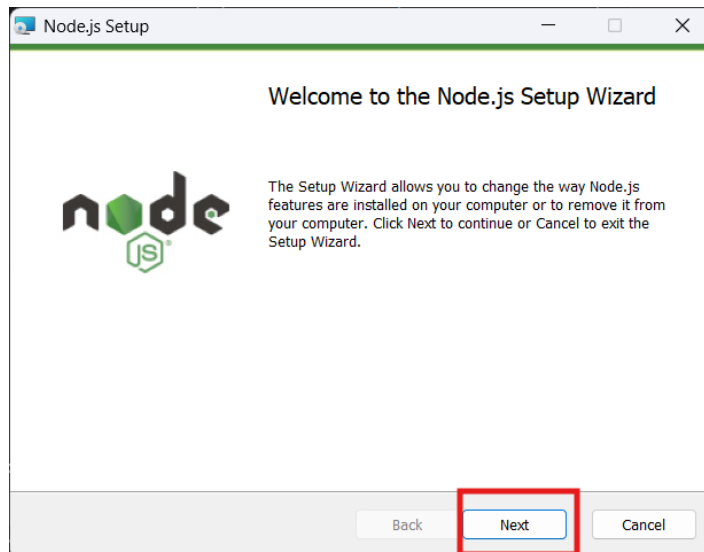 Node.js Setup
Welcome to the Node.js Setup Wizard
The Setup Wizard allows you to change the way Node.js
features are installed on your computer or to remove it from
your computer. Click Next to continue or Cancel to exit the
Setup Wizard.
node
JS
Back Next Cancel